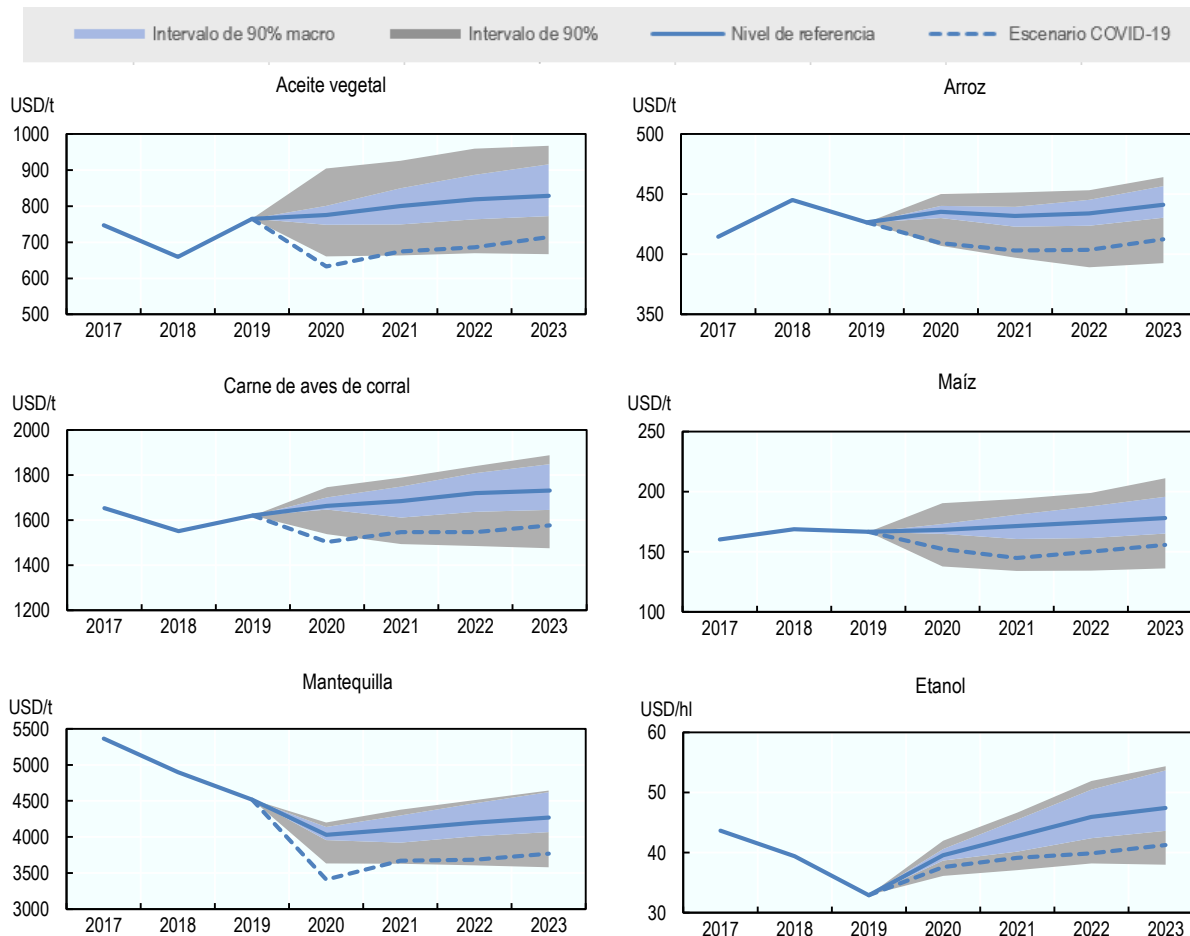 Intervalo de 90% macro Intervalo de 90% Nivel de referencia Escenario COVID-19
Aceite vegetal
USD/t
1000
900
800
700
600
500
2017 2018 2019 2020 2021 2022 2023
Arroz
USD/t
500
450
400
350
2017 2018 2019 2020 2021 2022 2023
Carne de aves de corral
USD/t
2000
1800
1600
1400
1200
2017 2018 2019 2020 2021 2022 2023
Maíz
USD/t
250
200
150
100
2017 2018 2019 2020 2021 2022 2023
Mantequilla
USD/t
5500
5000
4500
4000
3500
3000
2017 2018 2019 2020 2021 2022 2023
Etanol
USD/hl
60
50
40
30
2017 2018 2019 2020 2021 2022 2023